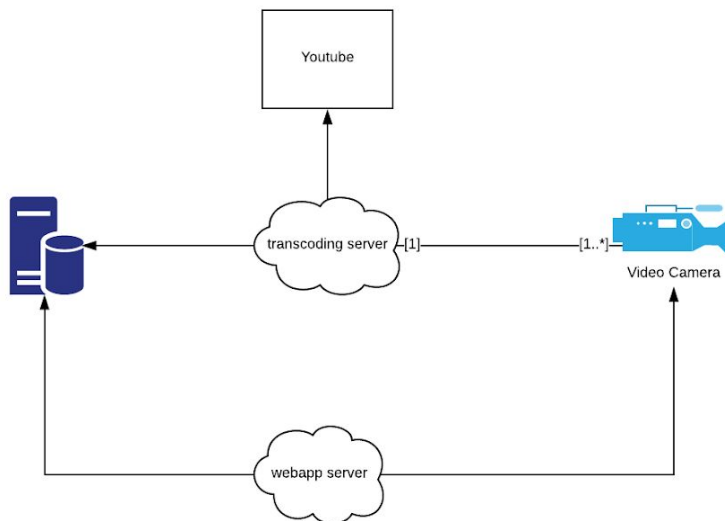 Youtube
transcoding server
[1]
[1..*]
Video Camera
webapp server